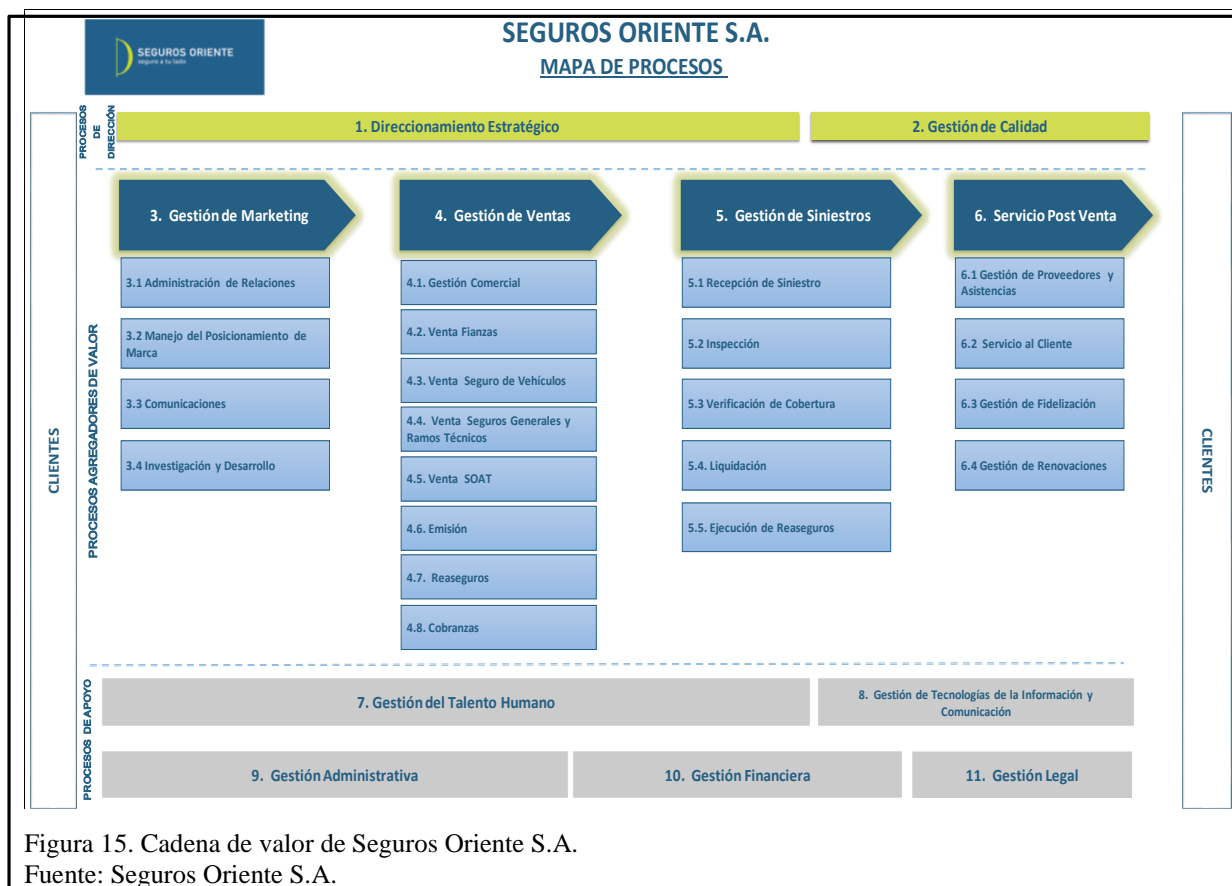 SEGUROS ORIENTE
seguro a tu lado
SEGUROS ORIENTE S.A.
MAPA DE PROCESOS
CLIENTES
PROCESOS
DE
DIRECCIÓN
1. Direccionamiento Estratégico
2. Gestión de Calidad
PROCESOS AGREGADORES DE VALOR
3. Gestión de Marketing
3.1 Administración de Relaciones
3.2 Manejo del Posicionamiento de
Marca
3.3 Comunicaciones
3.4 Investigación y Desarrollo
4. Gestión de Ventas
4.1. Gestión Comercial
4.2. Venta Fianzas
4.3. Venta Seguro de Vehículos
4.4. Venta Seguros Generales y
Ramos Técnicos
4.5. Venta SOAT
4.6. Emisión
4.7. Reaseguros
4.8. Cobranzas
5. Gestión de Siniestros
5.1 Recepción de Siniestro
5.2 Inspección
5.3 Verificación de Cobertura
5.4. Liquidación
5.5. Ejecución de Reaseguros
6. Servicio Post Venta
6.1 Gestión de Proveedores y
Asistencias
6.2 Servicio al Cliente
6.3 Gestión de Fidelización
6.4 Gestión de Renovaciones
PROCESOS DE APOYO
7. Gestión del Talento Humano
8. Gestión de Tecnologías de la Información y
Comunicación
9. Gestión Administrativa
10. Gestión Financiera
11. Gestión Legal
CLIENTES
Figura 15. Cadena de valor de Seguros Oriente S.A.
Fuente: Seguros Oriente S.A.